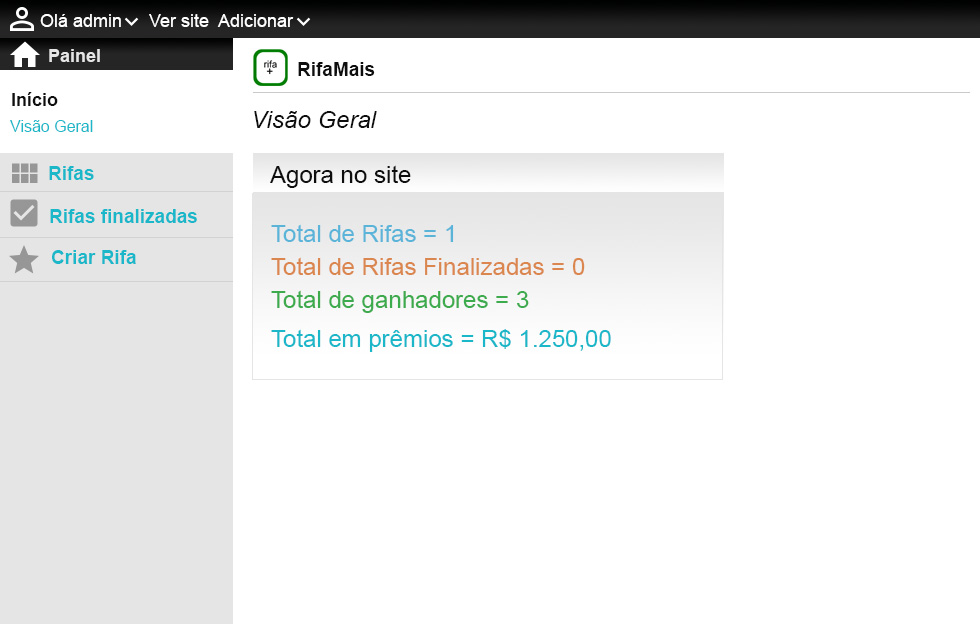 Olá admin Ver site Adicionar
Painel
Início
Visão Geral
Rifas
Rifas finalizadas
Criar Rifa
rifa
+
RifaMais
Visão Geral
Agora no site
Total de Rifas = 1
Total de Rifas Finalizadas = 0
Total de ganhadores = 3
Total em prêmios = R$ 1.250,00